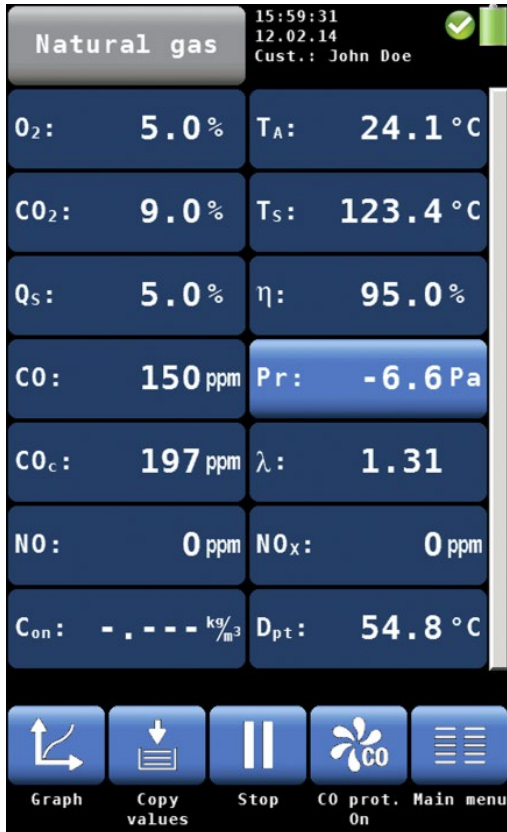 Natural gas
15:59:31
12.02.14
Cust.: John Doe
O₂: 5.0 % Tᴀ: 24.1 °C
CO₂: 9.0 % Ts: 123.4 °C
Qs: 5.0 % η: 95.0 %
CO: 150 ppm Pr: -6.6 Pa
COc: 197 ppm λ: 1.31
NO: 0 ppm NOx: 0 ppm
Con: -.--- kg/m³ Dpt: 54.8 °C
CO
Graph Copy values Stop CO prot. On Main menu